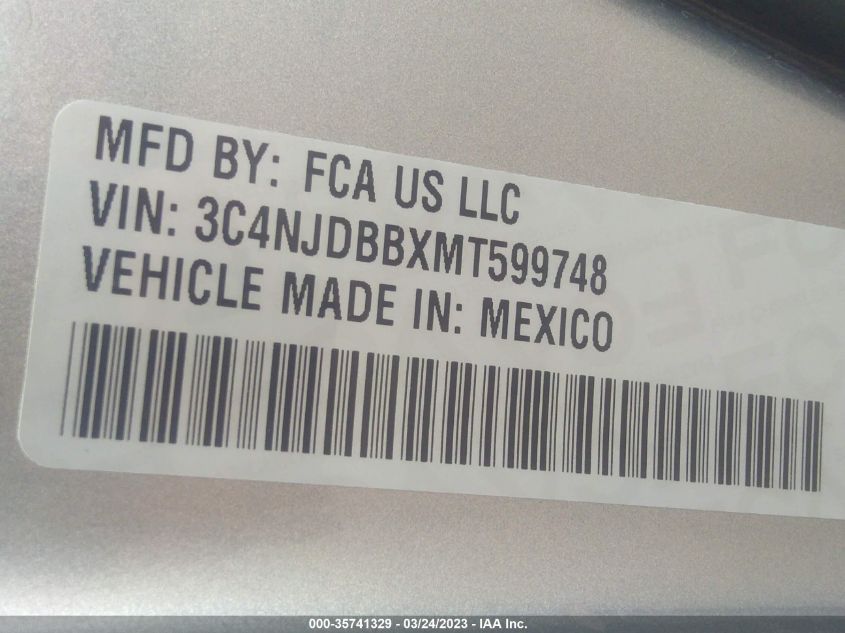 MFD BY: FCA US LLC
VIN: 3C4NJDBBXMT599748
VEHICLE MADE IN: MEXICO
000-35741329 - 03/24/2023 - IAA Inc.